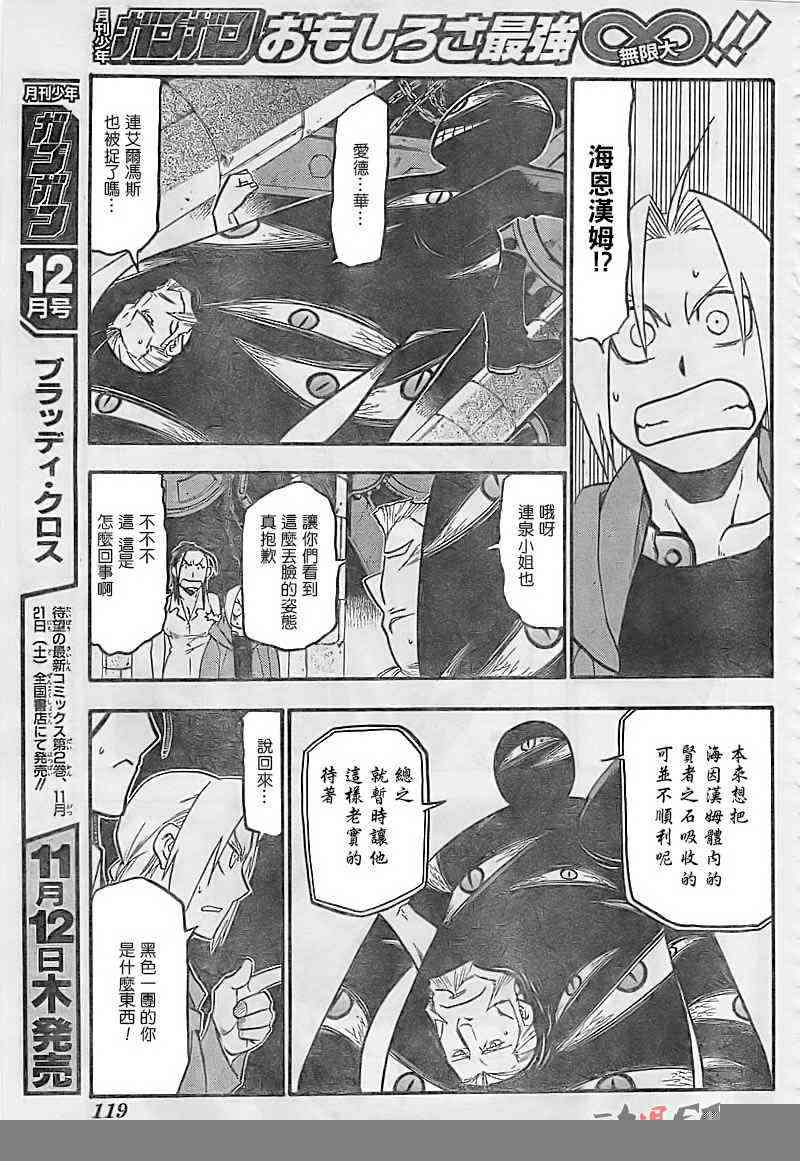 月刊少年
ガンガン
おもしろさ最強
無限大
!!
海恩漢姆!?
愛德…華…
連艾爾馮斯
也被捉了嗎…
哦呀
連泉小姐也
讓你們看到
這麼丟臉的姿態
真抱歉
不不不
這 這是
怎麼回事啊
本來想把
海因漢姆體內的
賢者之石吸收的
可並不順利呢
總之
就暫時讓他
這樣老實的
待著
說回來…
黑色一團的你
是什麼東西!
月刊少年
ガンガン
12
月号
ブラッディ・クロス
待望の最新コミックス第2巻、11月
21日(土)全国書店にて発売!!
11月12日木発売
119